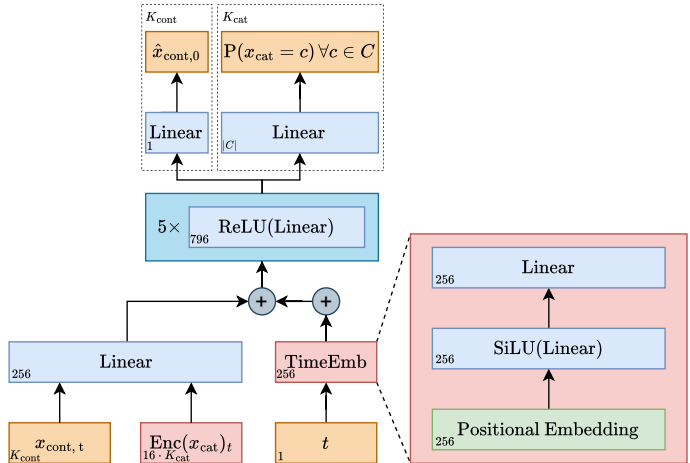 K_cont
K_cat
x̂_cont,0
P(x_cat = c) ∀c ∈ C
Linear
1
Linear
|C|
5×
ReLU(Linear)
796
+
+
Linear
256
TimeEmb
256
x_cont, t
K_cont
Enc(x_cat)_t
16 · K_cat
t
1
Linear
256
SiLU(Linear)
256
Positional Embedding
256